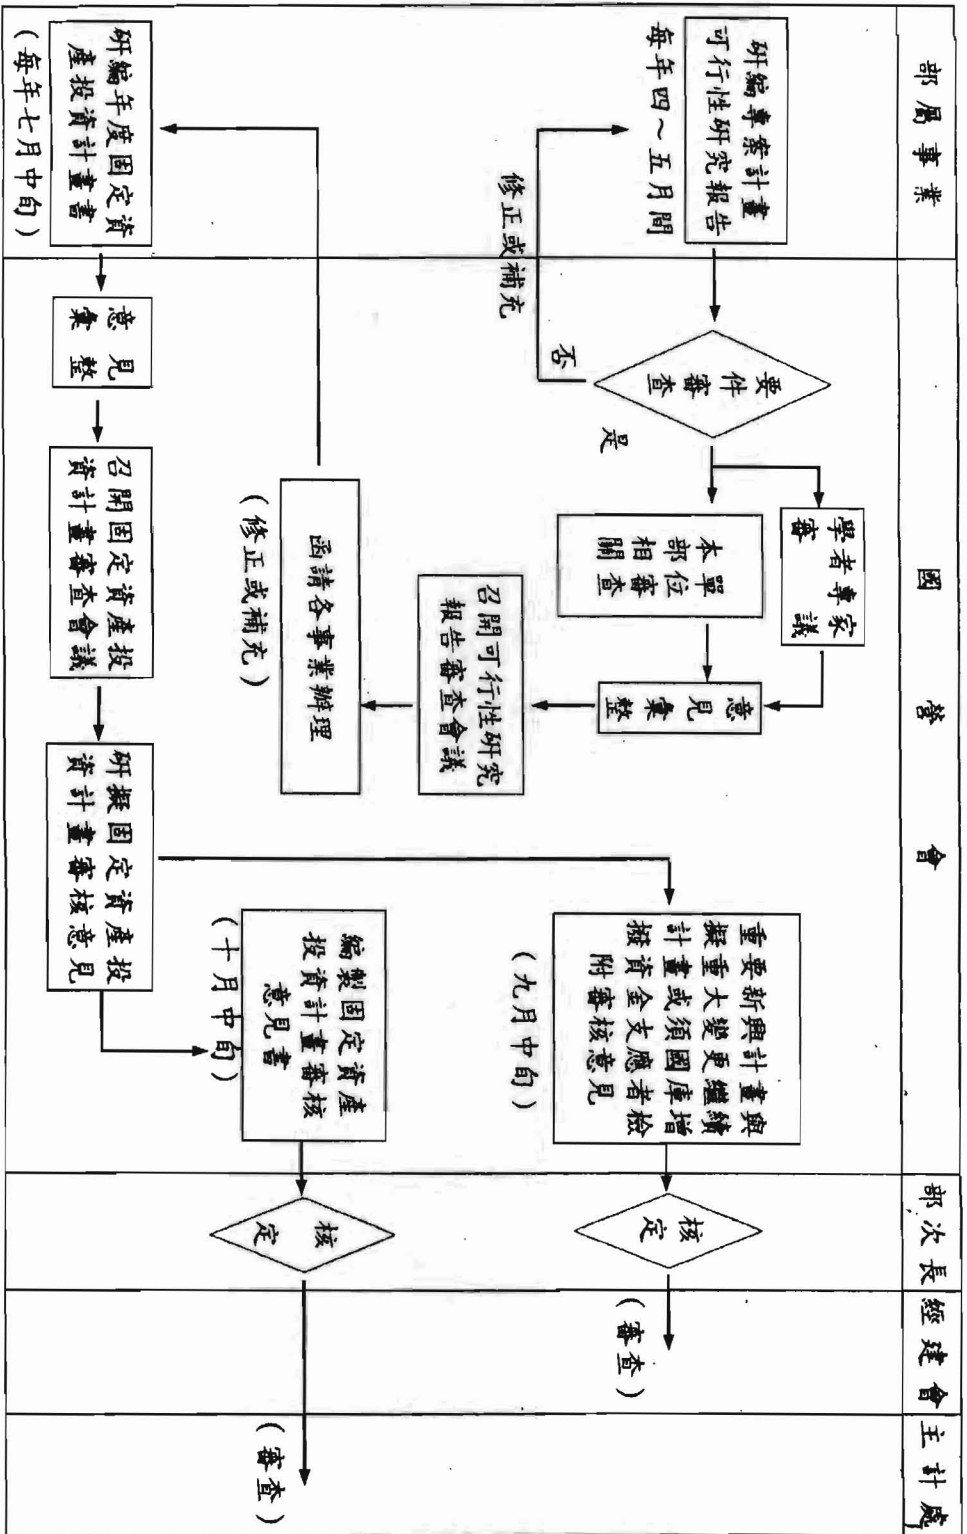 部屬事業
國營會
部次長
經建會
主計處
研編專案計畫
可行性研究報告
每年四～五月間
修正或補充
要件審查
否
是
學者專家
審議
本部相關
單位審查
意見
彙整
召開可行性研究
報告審查會議
函請各事業辦理
（修正或補充）
研編年度固定資
產投資計畫書
（每年七月中旬）
意見
彙整
召開固定資產投
資計畫審查會議
研擬固定資產投
資計畫審核意見
重要新興計畫與
擬重大變更繼續
計畫或須國庫增
撥資金支應者檢
附審核意見
（九月中旬）
核定
（審查）
編製固定資產
投資計畫審核
意見書
（十月中旬）
核定
（審查）